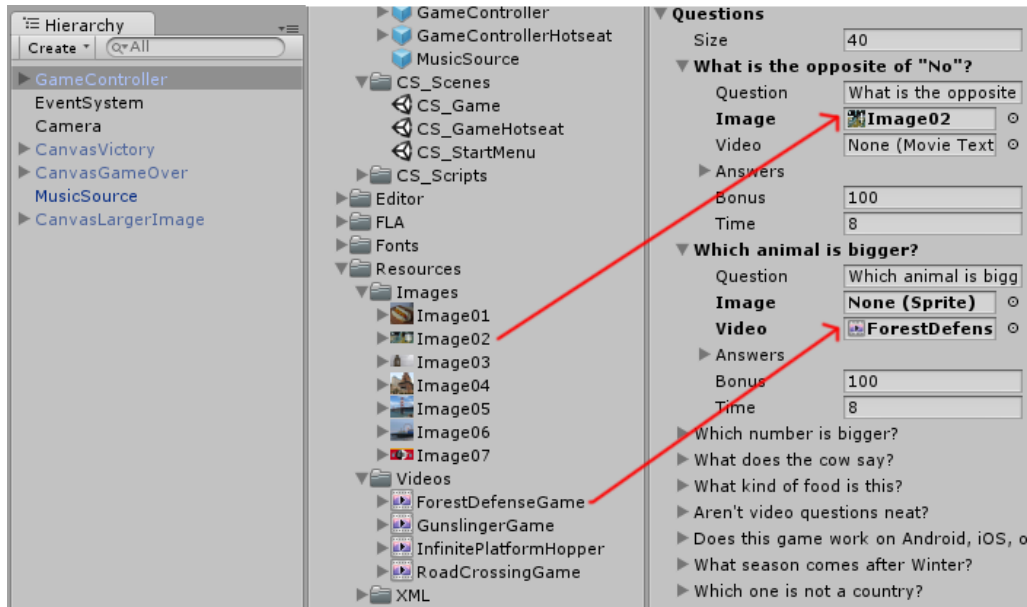 Hierarchy
Create
All
GameController
EventSystem
Camera
CanvasVictory
CanvasGameOver
MusicSource
CanvasLargerImage
GameController
GameControllerHotseat
MusicSource
CS_Scenes
CS_Game
CS_GameHotseat
CS_StartMenu
CS_Scripts
Editor
FLA
Fonts
Resources
Images
Image01
Image02
Image03
Image04
Image05
Image06
Image07
Videos
ForestDefenseGame
GunslingerGame
InfinitePlatformHopper
RoadCrossingGame
XML
Questions
Size 40
What is the opposite of "No"?
Question What is the opposite
Image Image02
Video None (Movie Text
Answers
Bonus 100
Time 8
Which animal is bigger?
Question Which animal is bigg
Image None (Sprite)
Video ForestDefens
Answers
Bonus 100
Time 8
Which number is bigger?
What does the cow say?
What kind of food is this?
Aren't video questions neat?
Does this game work on Android, iOS, o
What season comes after Winter?
Which one is not a country?